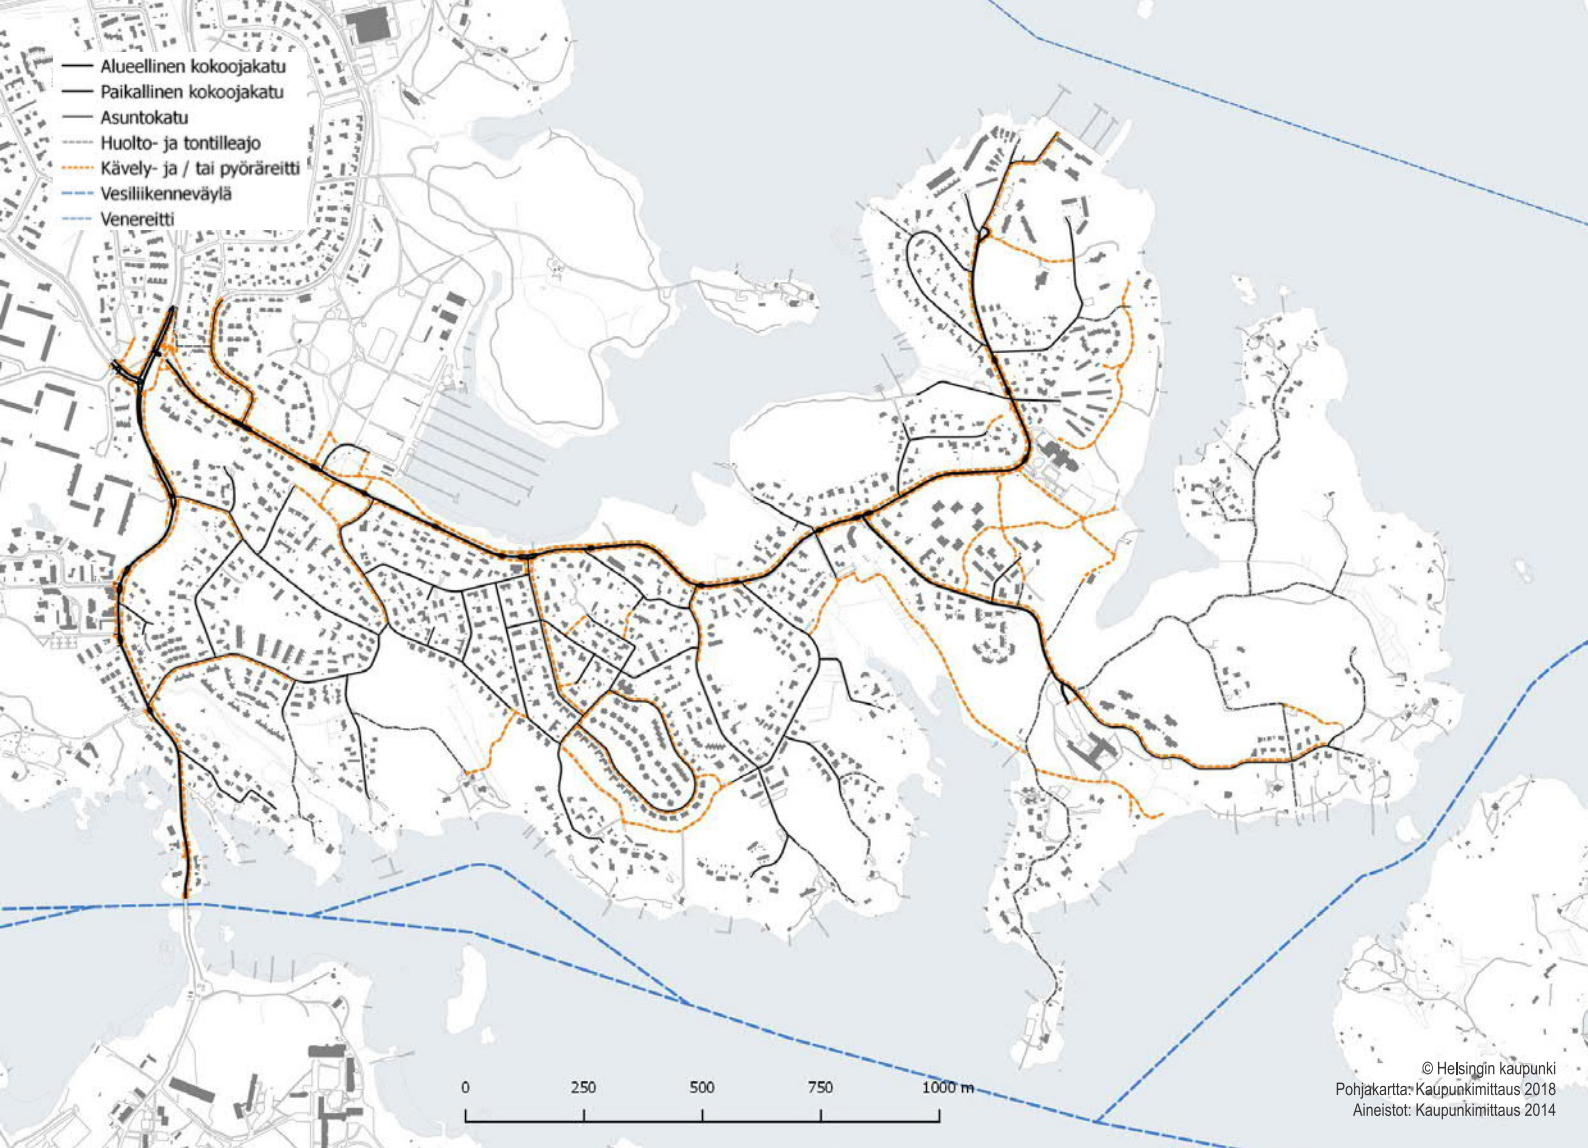 Alueellinen kokoojakatu
Paikallinen kokoojakatu
Asuntokatu
Huolto- ja tontilleajo
Kävely- ja / tai pyöräreitti
Vesiliikenneväylä
Venereitti
0 250 500 750 1000 m
© Helsingin kaupunki
Pohjakartta: Kaupunkimittaus 2018
Aineistot: Kaupunkimittaus 2014